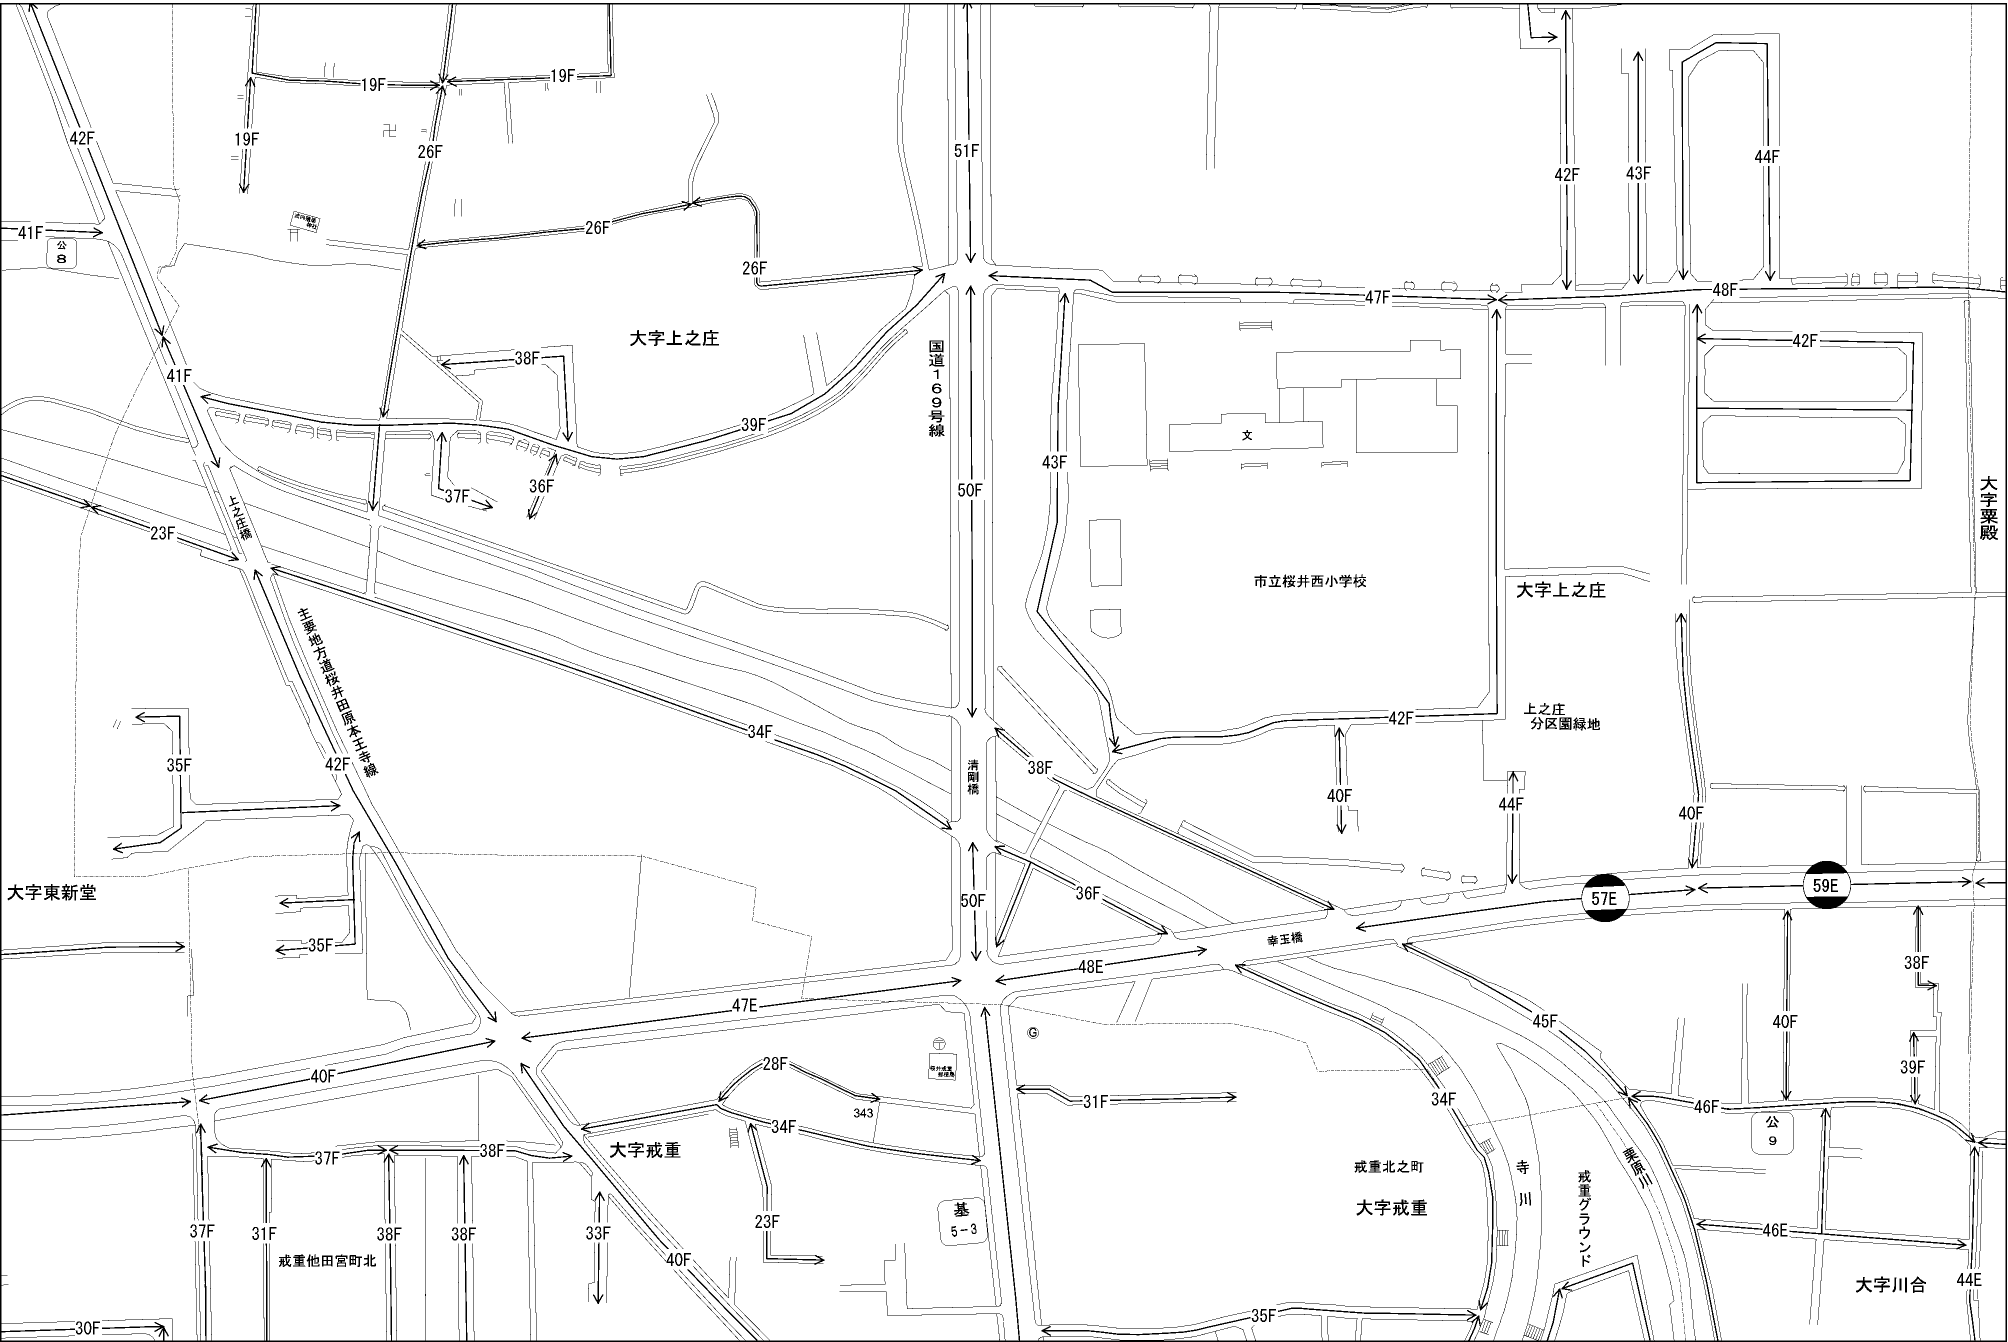 19F
19F
42F
19F
26F
51F
42F
43F
44F
41F
公
8
26F
26F
47F
48F
大字上之庄
国道169号線
42F
38F
41F
39F
文
43F
37F
36F
50F
大字粟殿
上之庄橋
23F
市立桜井西小学校
大字上之庄
主要地方道桜井田原本王寺線
上之庄
分区園緑地
42F
34F
42F
35F
清剛橋
38F
40F
44F
40F
大字東新堂
36F
50F
57E
59E
35F
幸玉橋
48E
38F
47E
45F
40F
G
28F
39F
40F
31F
343
34F
34F
46F
公
9
大字戒重
37F
38F
戒重北之町
寺川
粟原川
戒重グラウンド
大字戒重
基
5-3
37F
31F
38F
38F
33F
23F
46E
戒重他田宮町北
40F
大字川合
44E
30F
35F